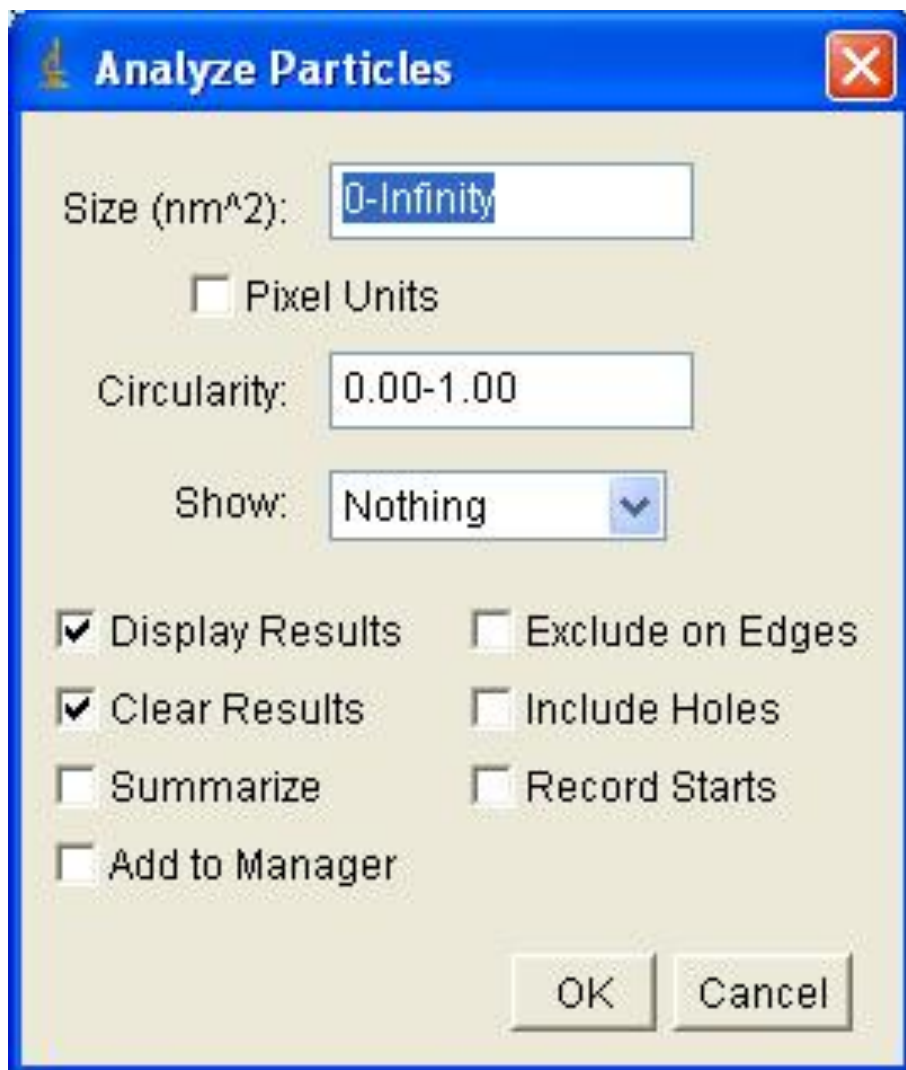 Analyze Particles
Size (nm^2): 0-Infinity
Pixel Units
Circularity: 0.00-1.00
Show: Nothing
Display Results Exclude on Edges
Clear Results Include Holes
Summarize Record Starts
Add to Manager
OK Cancel